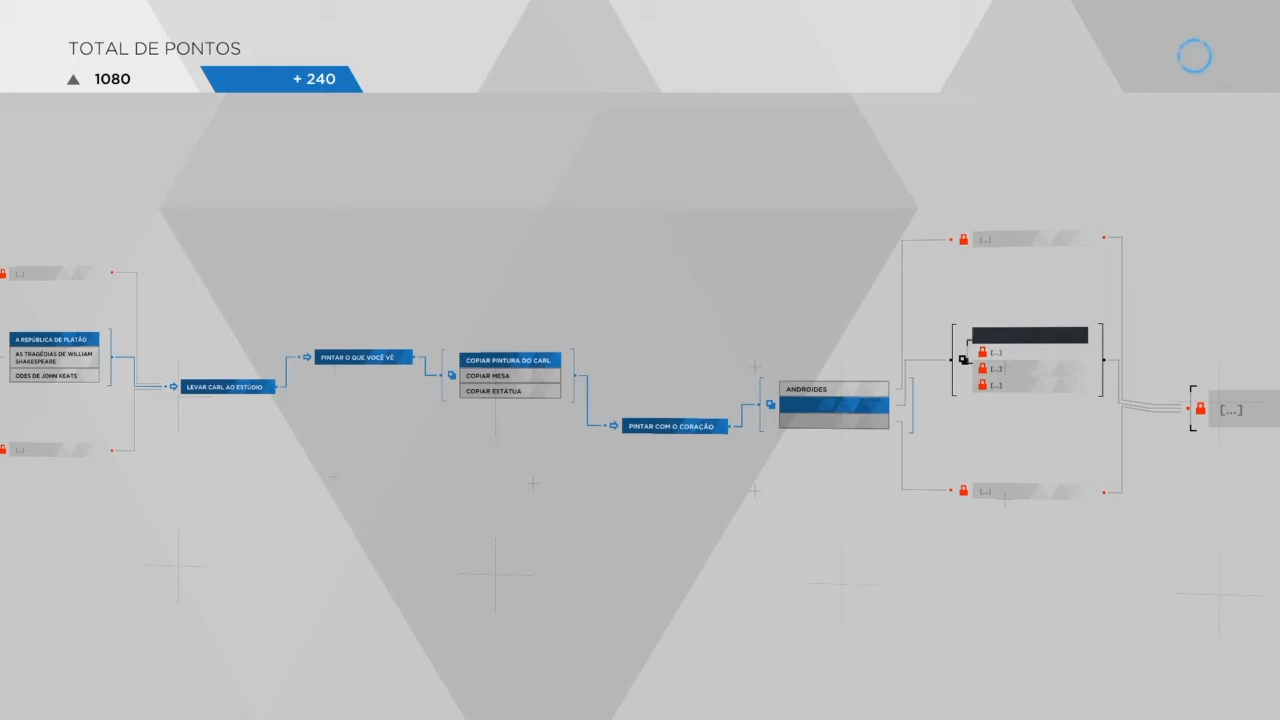 TOTAL DE PONTOS
1080
+ 240
[...]
[...]
[...]
A REPÚBLICA DE PLATÃO
AS TRAGÉDIAS DE WILLIAM
SHAKESPEARE
ODES DE JOHN KEATS
LEVAR CARL AO ESTÚDIO
PINTAR O QUE VOCÊ VÊ
COPIAR PINTURA DO CARL
COPIAR MESA
COPIAR ESTÁTUA
PINTAR COM O CORAÇÃO
ANDROIDES
[...]
[...]
[...]
[...]
[...]